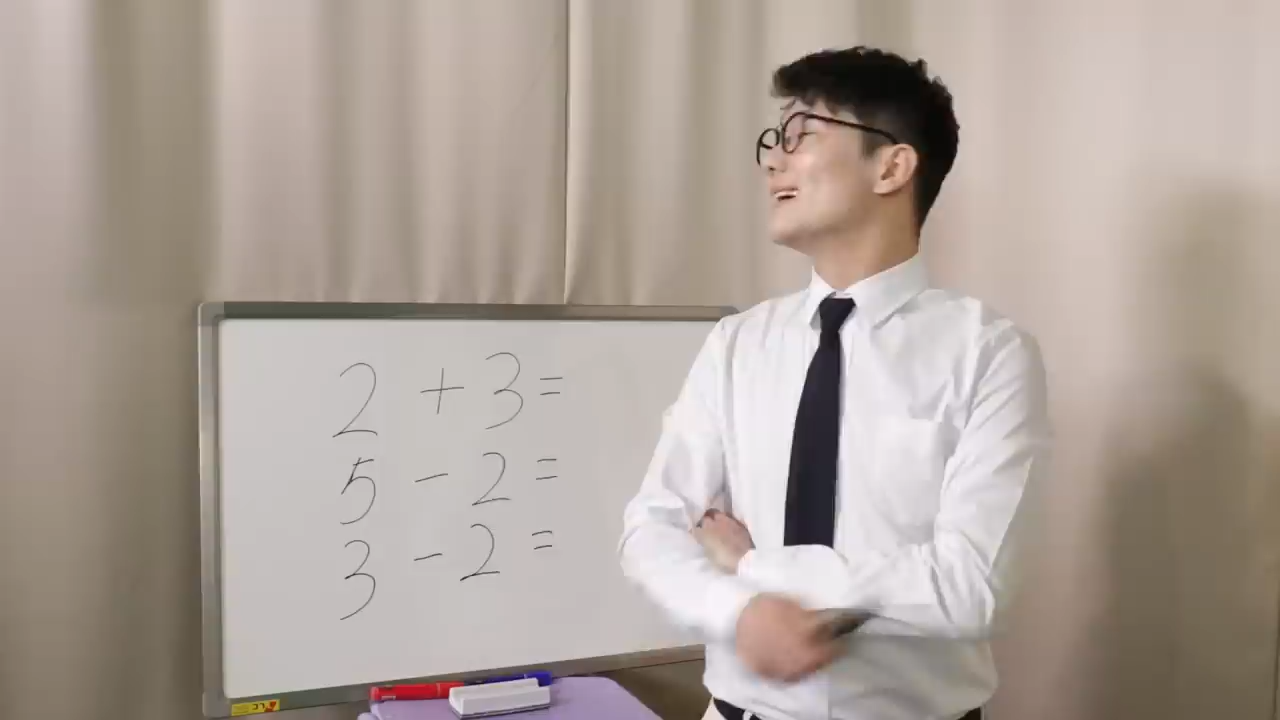 2 + 3 =
5 - 2 =
3 - 2 =